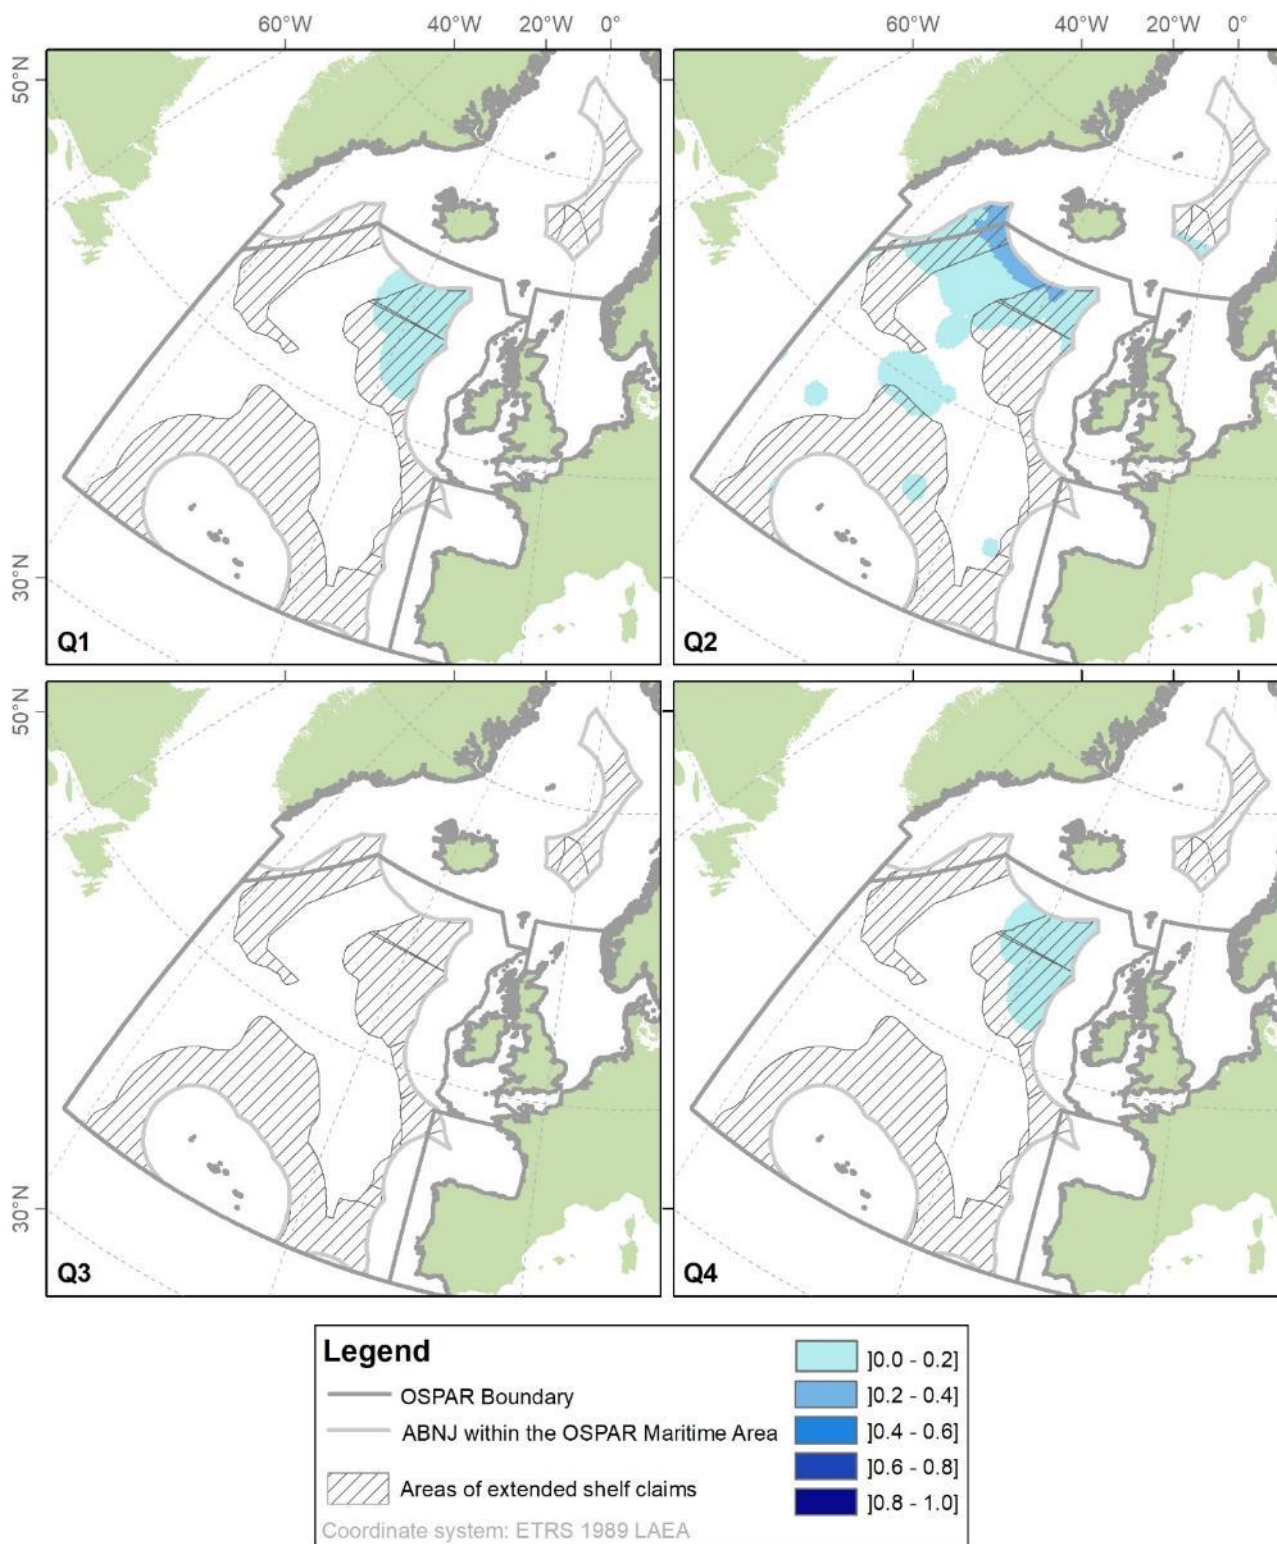 60°W 40°W 20°W 0° 60°W 40°W 20°W 0°
50°N
30°N
Q1 Q2
50°N
30°N
Q3 Q4
Legend
OSPAR Boundary
ABNJ within the OSPAR Maritime Area
Areas of extended shelf claims
Coordinate system: ETRS 1989 LAEA
]0.0 - 0.2]
]0.2 - 0.4]
]0.4 - 0.6]
]0.6 - 0.8]
]0.8 - 1.0]